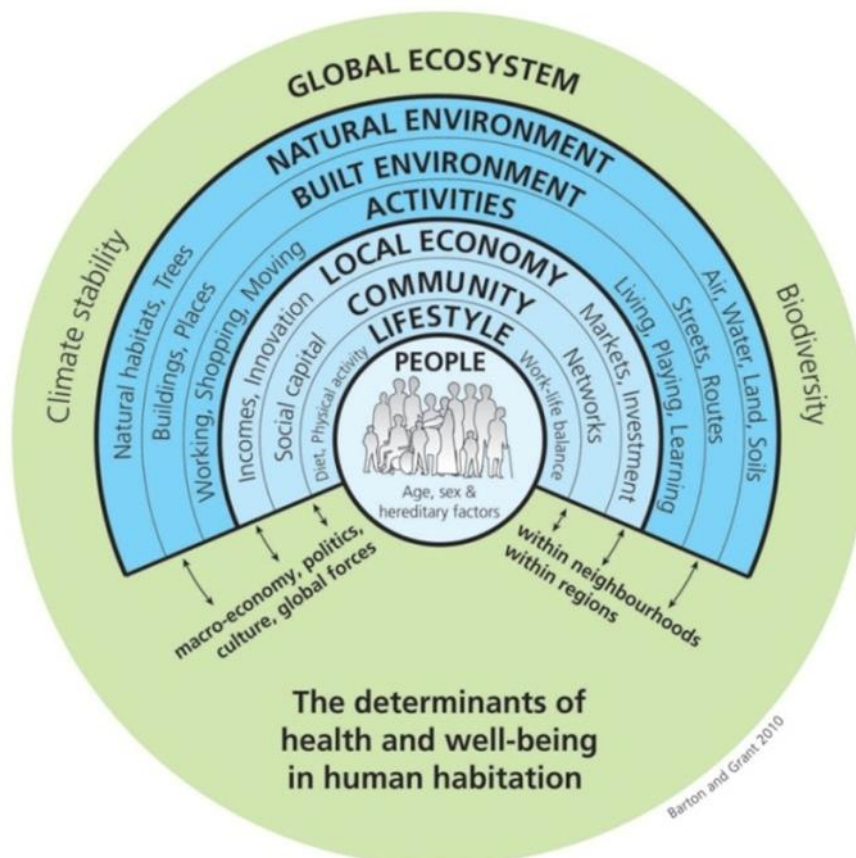 GLOBAL ECOSYSTEM
NATURAL ENVIRONMENT
BUILT ENVIRONMENT
ACTIVITIES
LOCAL ECONOMY
COMMUNITY
LIFESTYLE
PEOPLE
Age, sex &
hereditary factors
Climate stability
Natural habitats, Trees
Buildings, Places
Working, Shopping, Moving
Incomes, Innovation
Social capital
Diet, Physical activity
Work-life balance
Networks
Markets, Investment
Living, Playing, Learning
Streets, Routes
Air, Water, Land, Soils
Biodiversity
macro-economy, politics,
culture, global forces
within neighbourhoods
within regions
The determinants of
health and well-being
in human habitation
Barton and Grant 2010